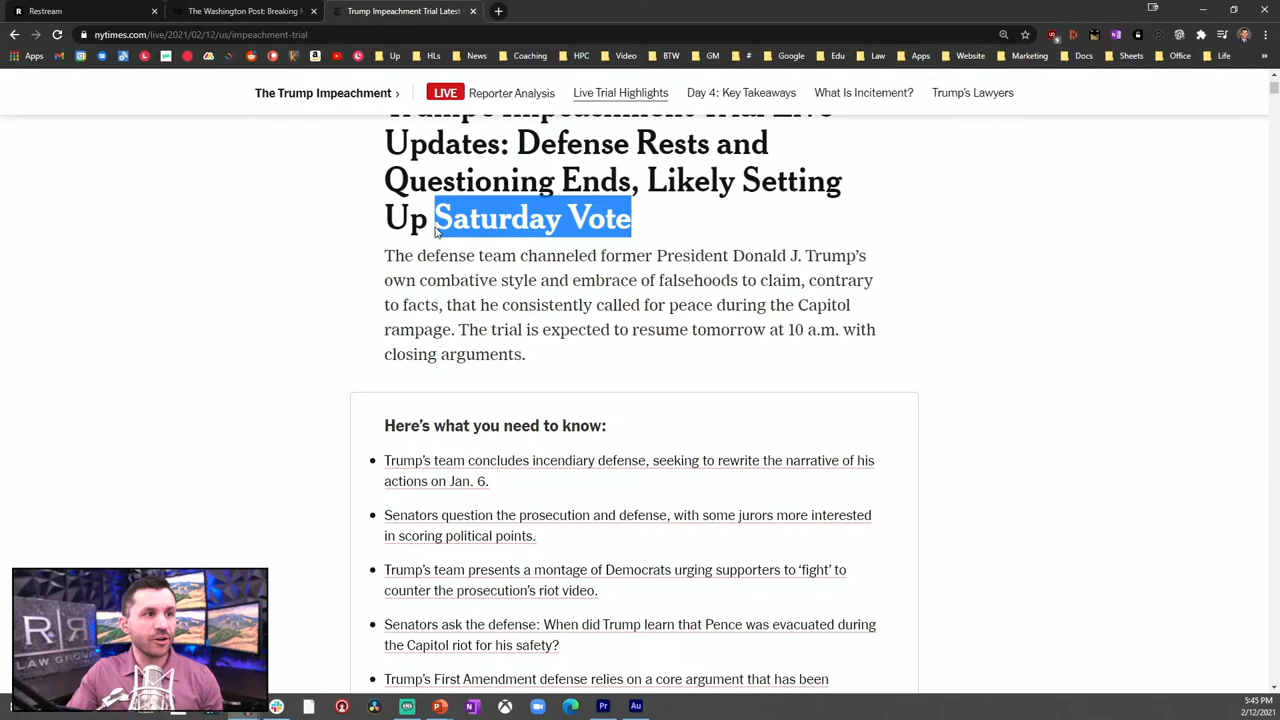 Restream
The Washington Post: Breaking N
Trump Impeachment Trial Latest
nytimes.com/live/2021/02/12/us/impeachment-trial
Apps
Up
HLs
News
Coaching
HPC
Video
BTW
GM
#
Google
Edu
Law
Apps
Website
Marketing
Docs
Sheets
Office
Life
The Trump Impeachment ›
LIVE
Reporter Analysis
Live Trial Highlights
Day 4: Key Takeaways
What Is Incitement?
Trump's Lawyers
Trump's Impeachment Trial Live
Updates: Defense Rests and
Questioning Ends, Likely Setting
Up Saturday Vote
The defense team channeled former President Donald J. Trump's
own combative style and embrace of falsehoods to claim, contrary
to facts, that he consistently called for peace during the Capitol
rampage. The trial is expected to resume tomorrow at 10 a.m. with
closing arguments.
Here's what you need to know:
Trump's team concludes incendiary defense, seeking to rewrite the narrative of his
actions on Jan. 6.
Senators question the prosecution and defense, with some jurors more interested
in scoring political points.
Trump's team presents a montage of Democrats urging supporters to 'fight' to
counter the prosecution's riot video.
Senators ask the defense: When did Trump learn that Pence was evacuated during
the Capitol riot for his safety?
Trump's First Amendment defense relies on a core argument that has been
R|R
LAW GROUP
5:45 PM
2/12/2021